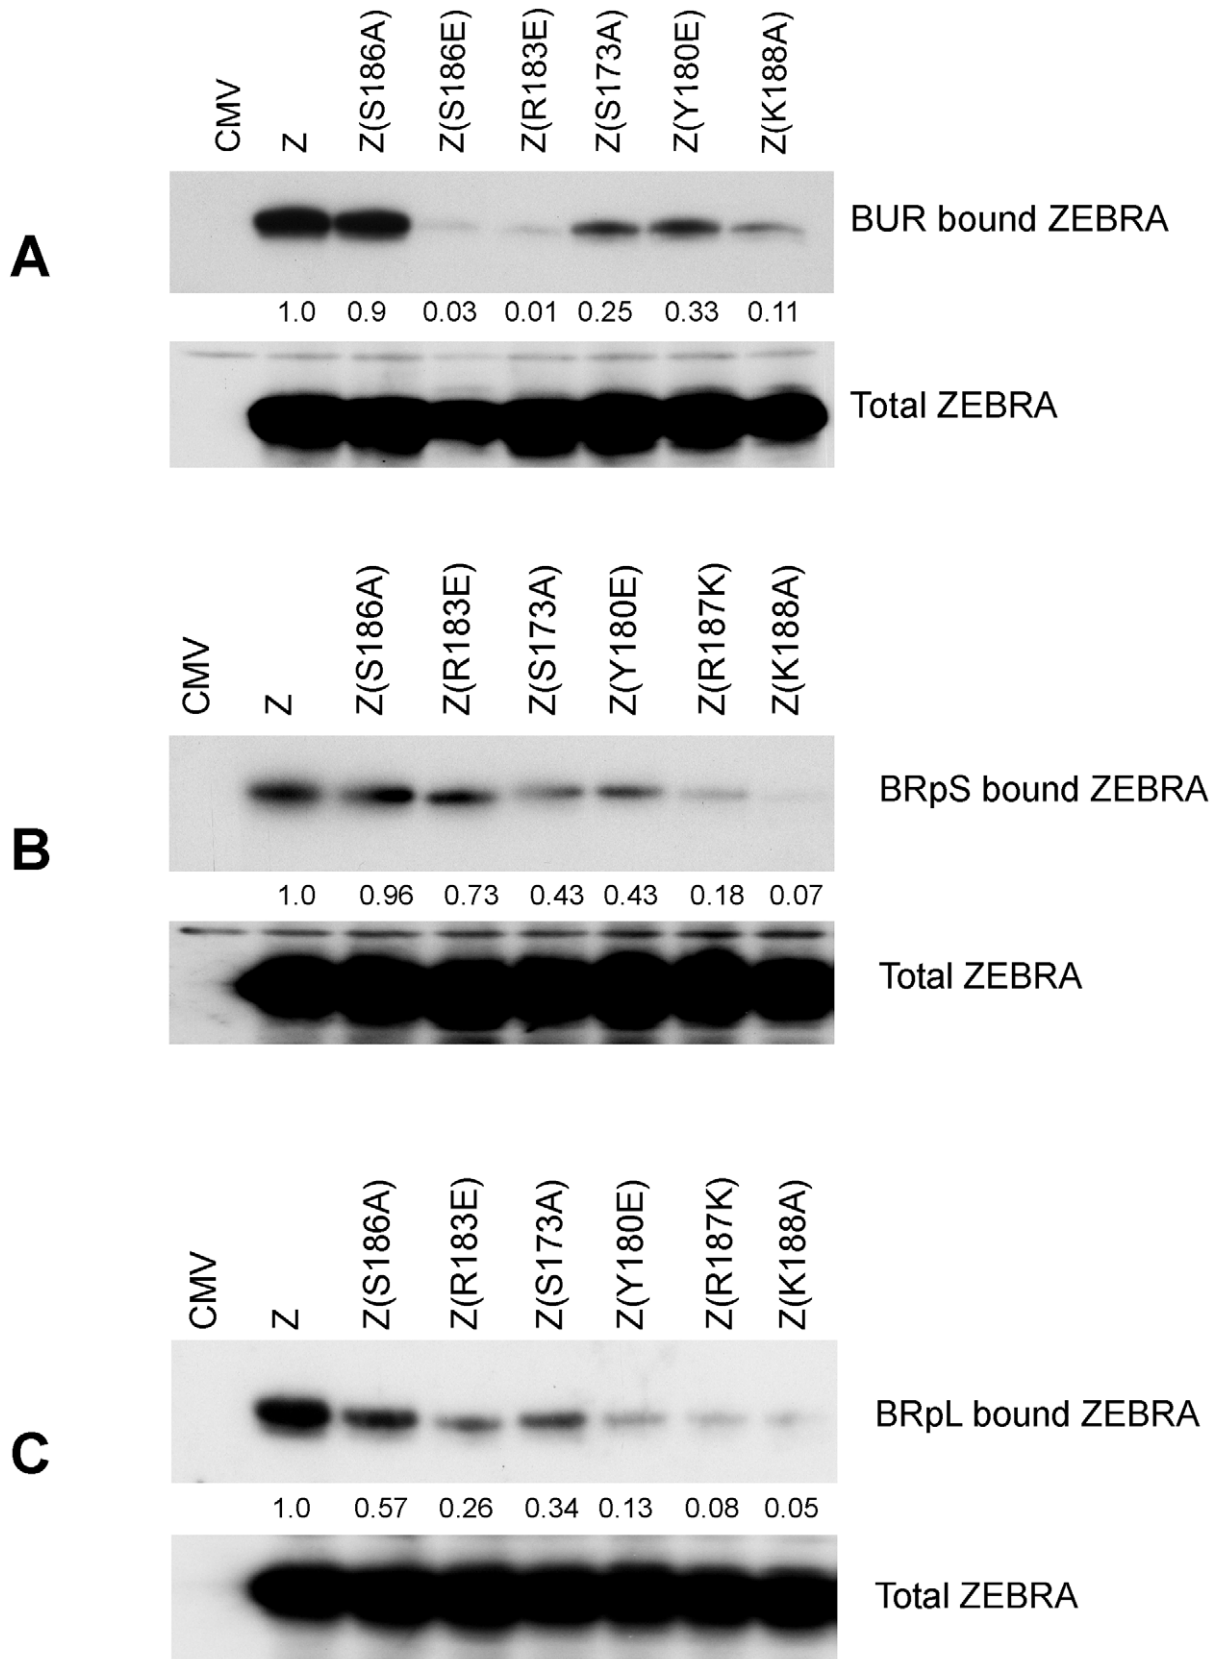 CMV Z Z(S186A) Z(S186E) Z(R183E) Z(S173A) Z(Y180E) Z(K188A)
A
BUR bound ZEBRA
1.0 0.9 0.03 0.01 0.25 0.33 0.11
Total ZEBRA
CMV Z Z(S186A) Z(R183E) Z(S173A) Z(Y180E) Z(R187K) Z(K188A)
B
BRpS bound ZEBRA
1.0 0.96 0.73 0.43 0.43 0.18 0.07
Total ZEBRA
CMV Z Z(S186A) Z(R183E) Z(S173A) Z(Y180E) Z(R187K) Z(K188A)
C
BRpL bound ZEBRA
1.0 0.57 0.26 0.34 0.13 0.08 0.05
Total ZEBRA